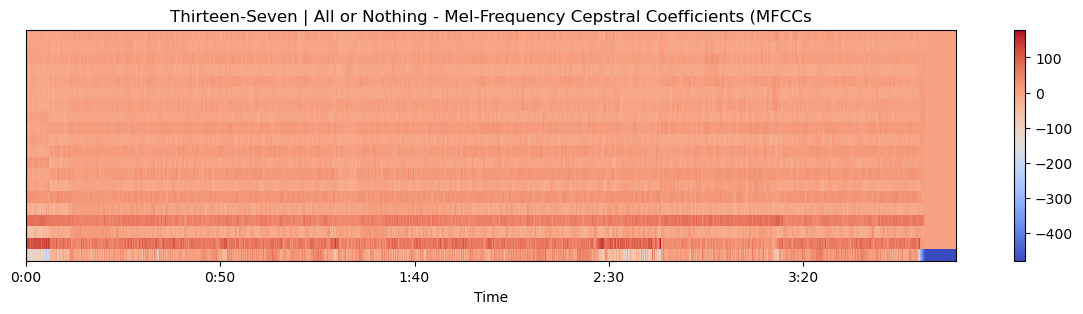 Thirteen-Seven | All or Nothing - Mel-Frequency Cepstral Coefficients (MFCCs
100
0
−100
−200
−300
−400
0:00 0:50 1:40 2:30 3:20
Time